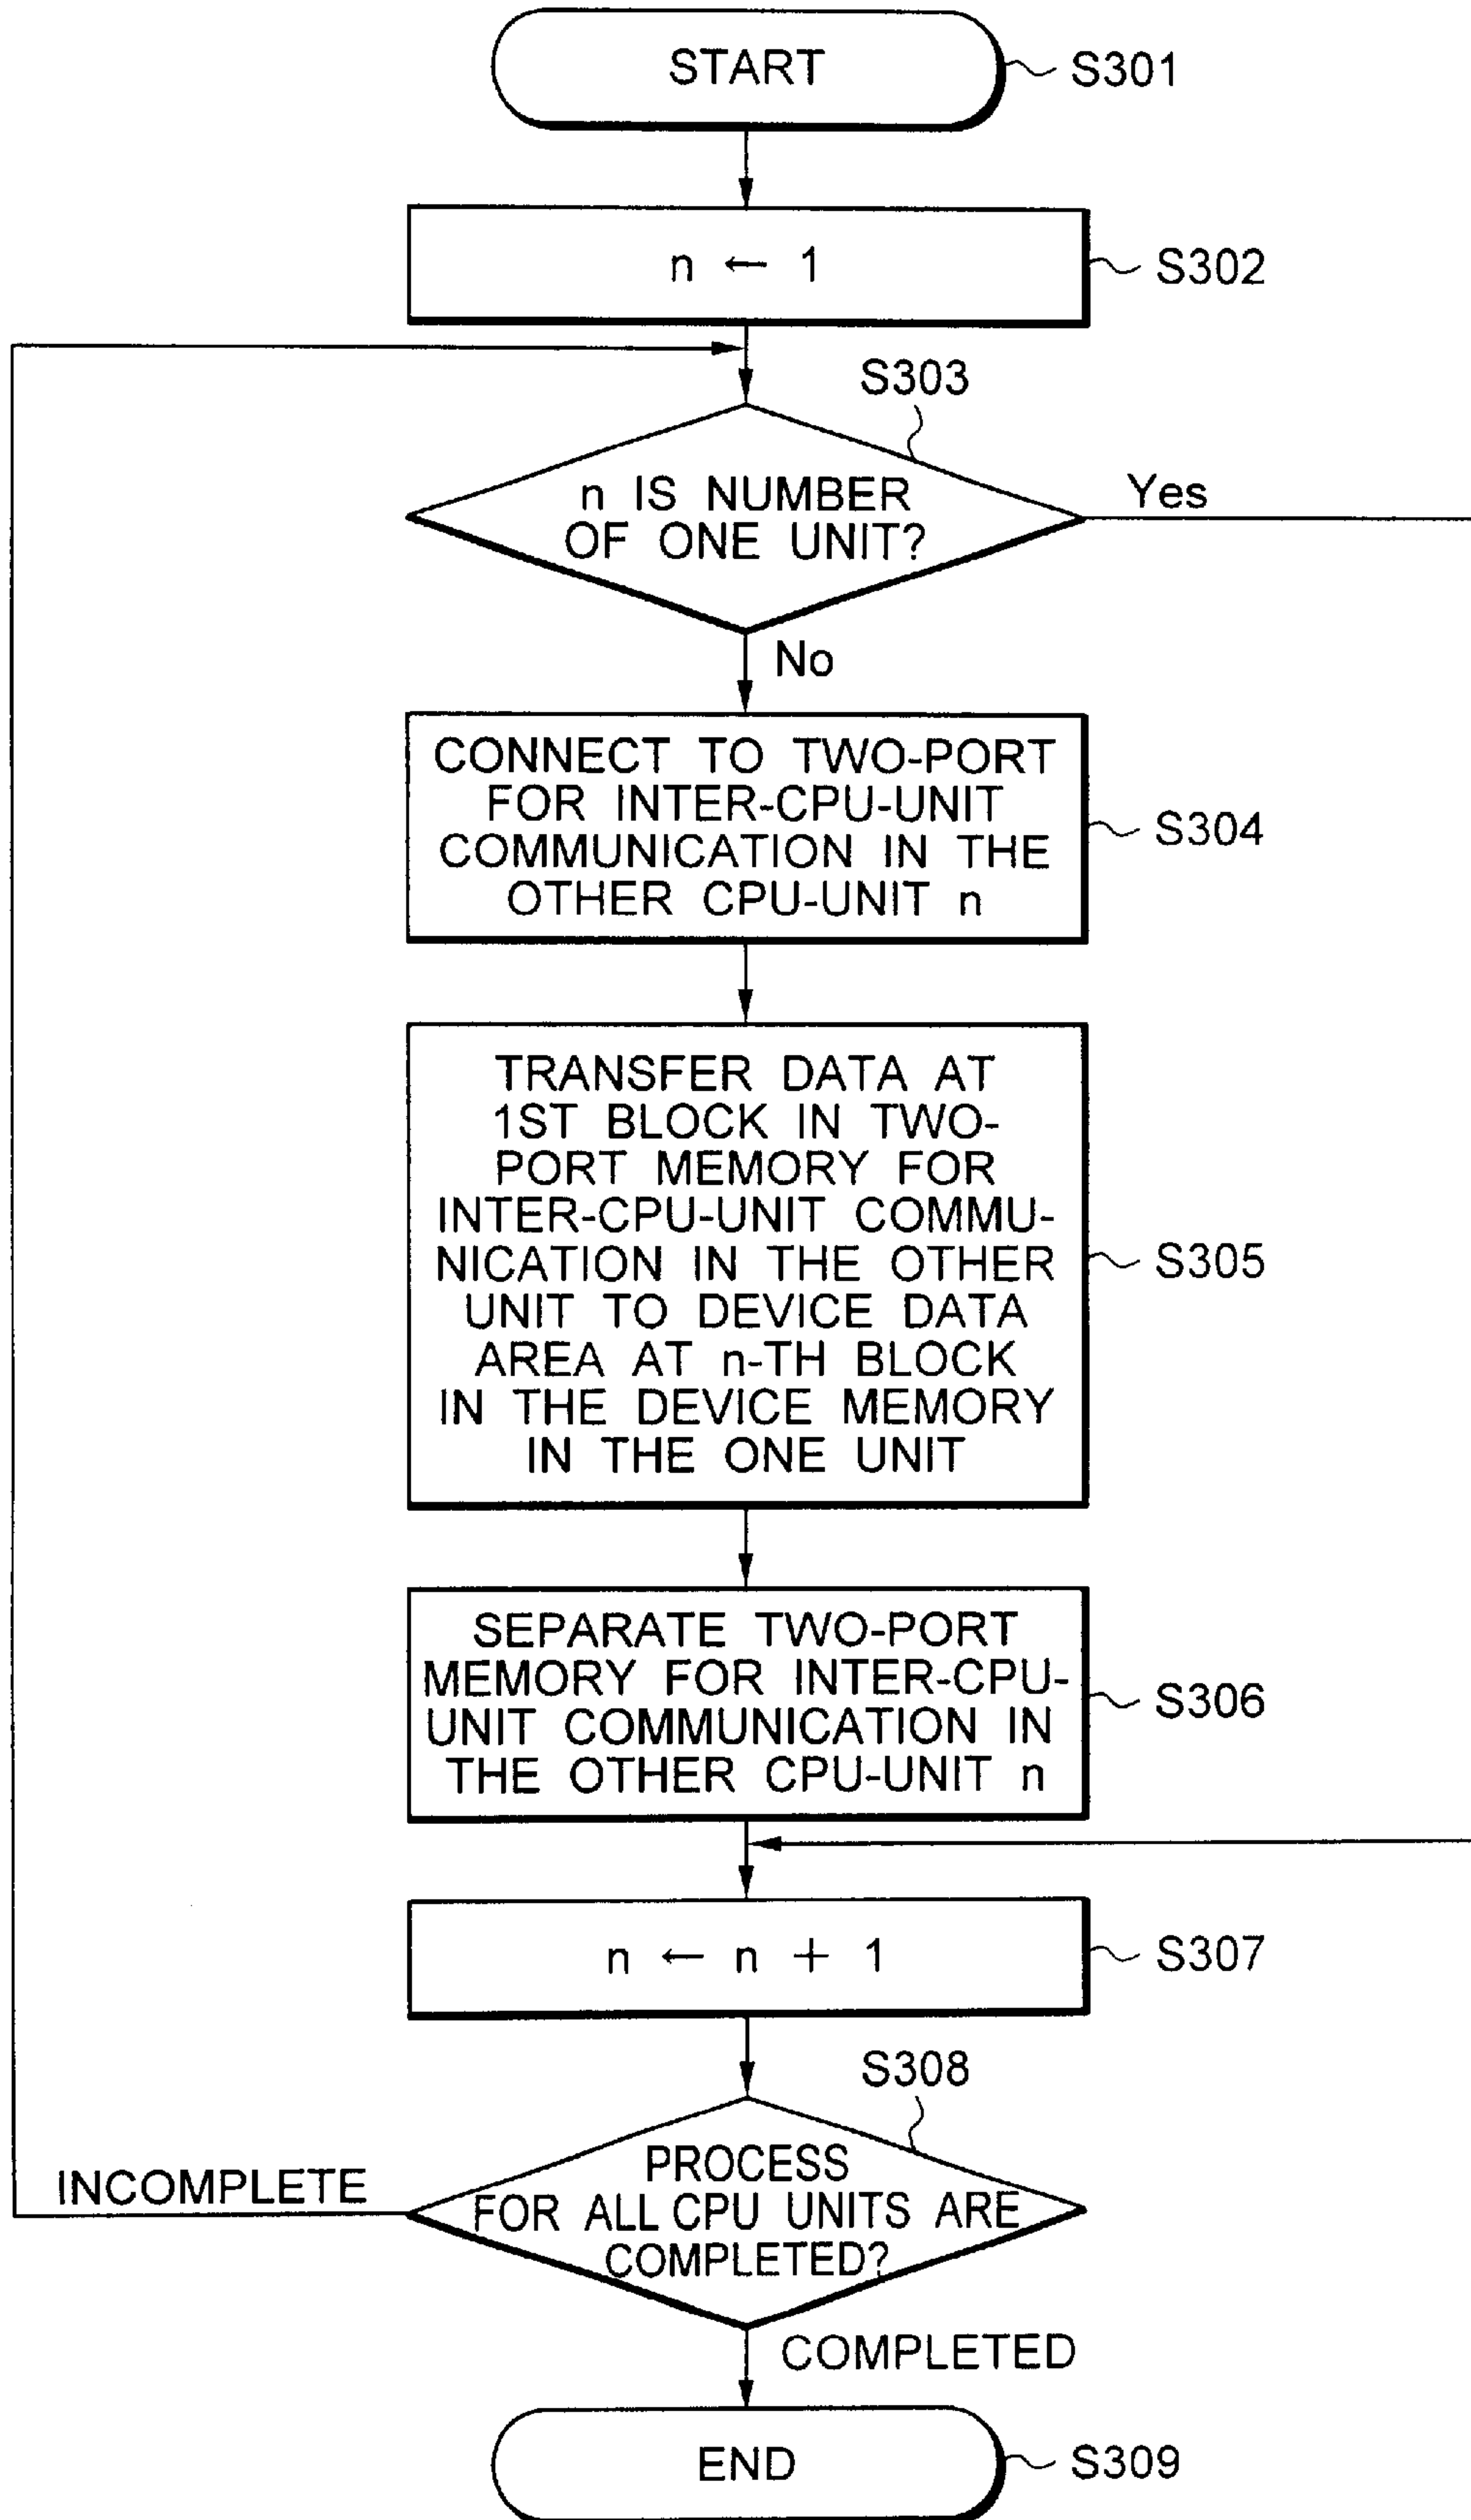 START
S301
n ← 1
S302
S303
n IS NUMBER
OF ONE UNIT?
Yes
No
CONNECT TO TWO-PORT
FOR INTER-CPU-UNIT
COMMUNICATION IN THE
OTHER CPU-UNIT n
S304
TRANSFER DATA AT
1ST BLOCK IN TWO-
PORT MEMORY FOR
INTER-CPU-UNIT COMMU-
NICATION IN THE OTHER
UNIT TO DEVICE DATA
AREA AT n-TH BLOCK
IN THE DEVICE MEMORY
IN THE ONE UNIT
S305
SEPARATE TWO-PORT
MEMORY FOR INTER-CPU-
UNIT COMMUNICATION IN
THE OTHER CPU-UNIT n
S306
n ← n + 1
S307
S308
PROCESS
FOR ALL CPU UNITS ARE
COMPLETED?
INCOMPLETE
COMPLETED
END
S309